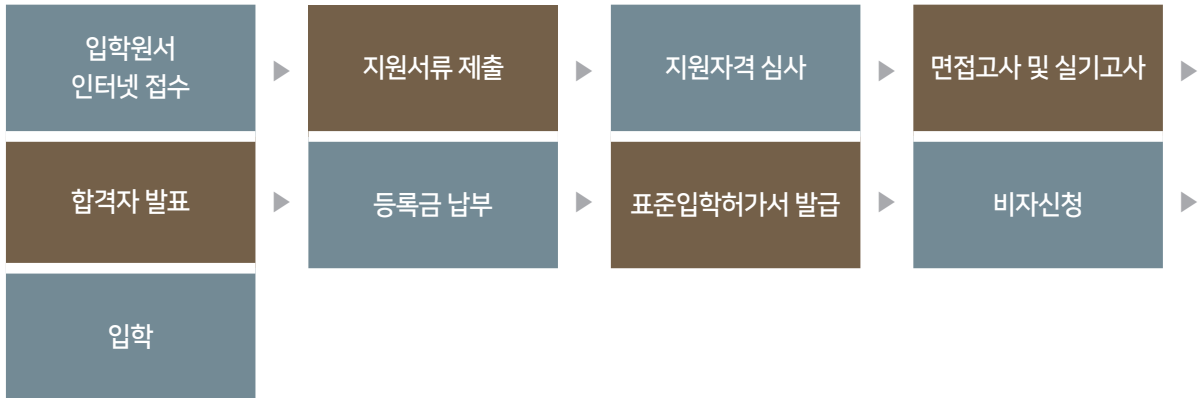 입학원서
인터넷 접수
지원서류 제출
지원자격 심사
면접고사 및 실기고사
합격자 발표
등록금 납부
표준입학허가서 발급
비자신청
입학